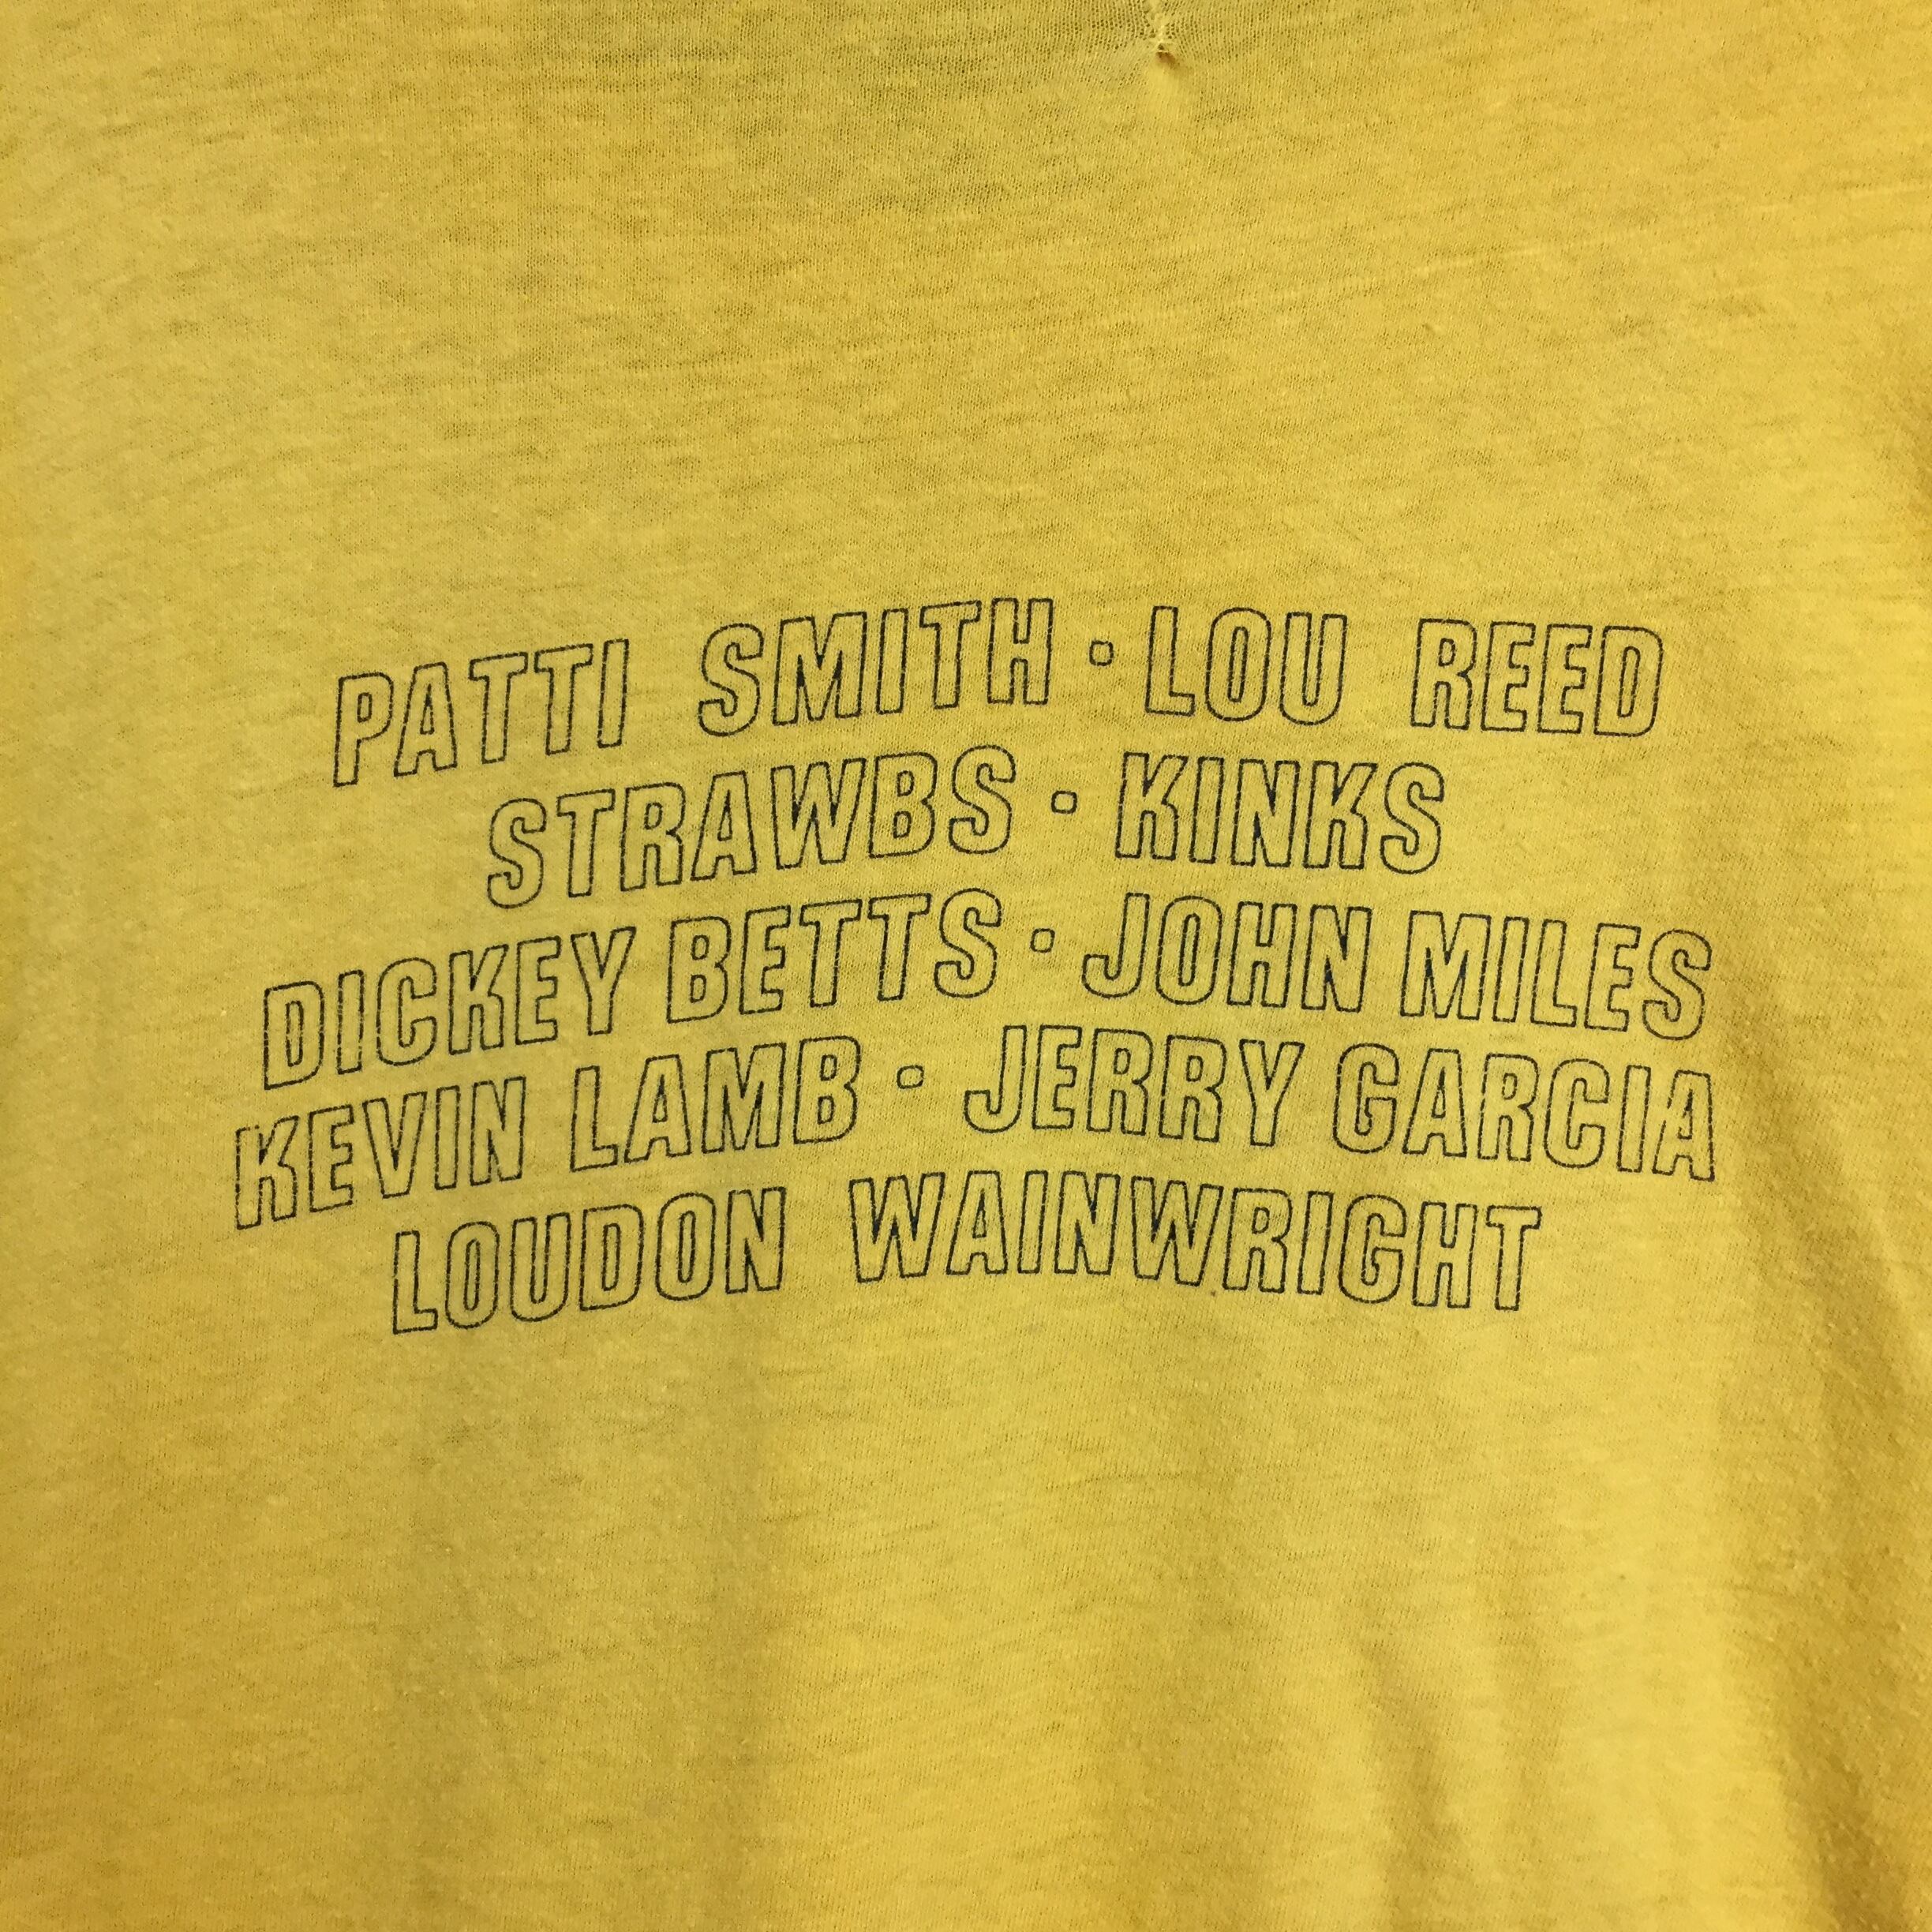 PATTI SMITH · LOU REED
STRAWBS · KINKS
DICKEY BETTS · JOHN MILES
KEVIN LAMB · JERRY GARCIA
LOUDON WAINWRIGHT